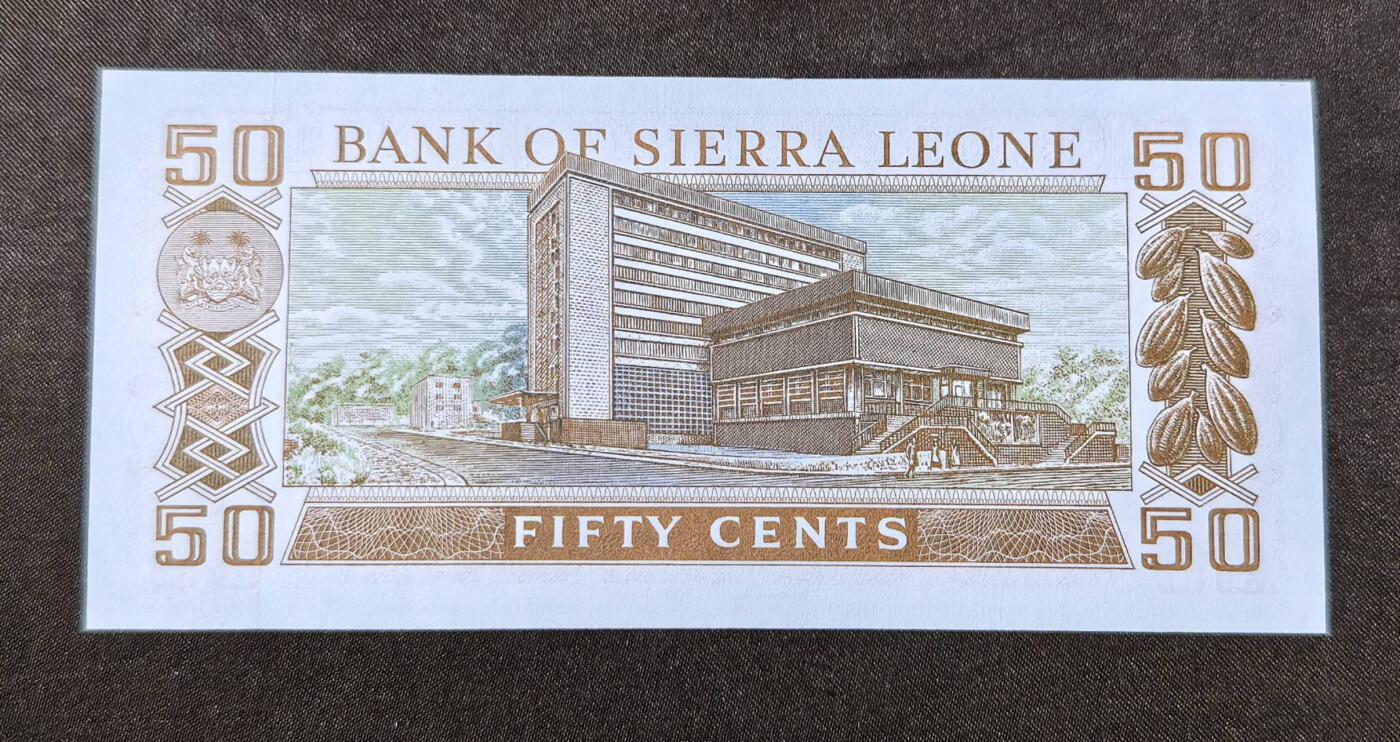 50 BANK OF SIERRA LEONE 50
50 FIFTY CENTS 50